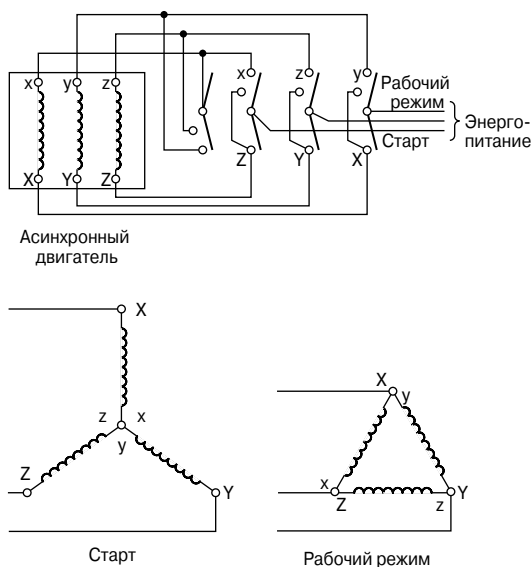 x y z x z y
Рабочий
режим
Энерго-
питание
Старт
X Y Z Z Y X
Асинхронный
двигатель
X
z x
y
Z Y
Старт
X y
x Z z Y
Рабочий режим